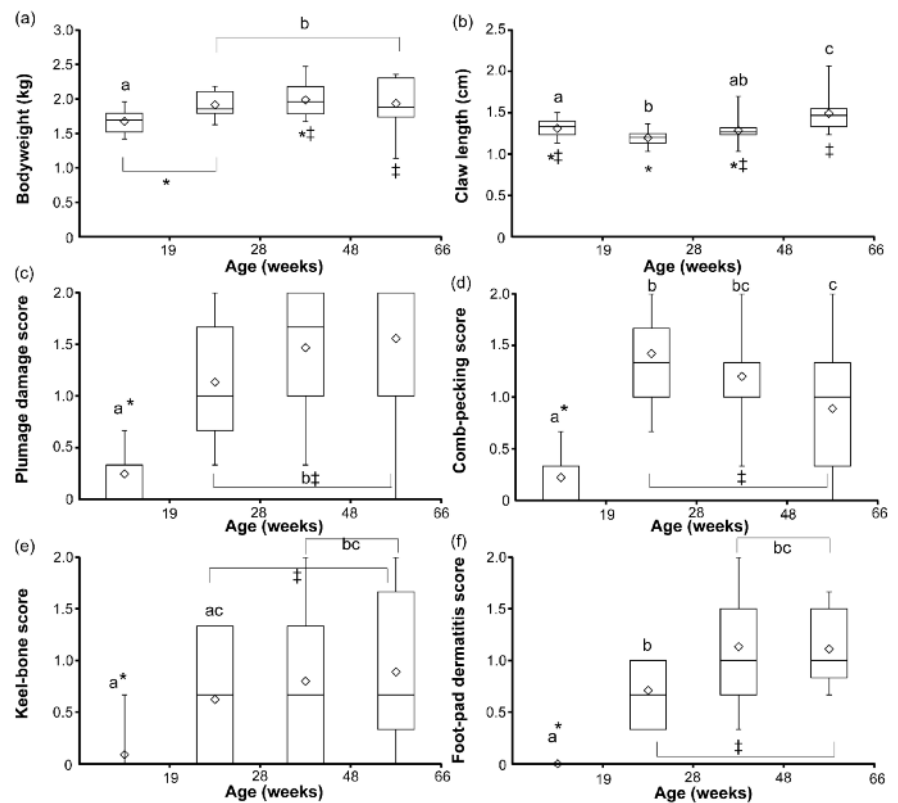 (a)
3.0
2.5
2.0
1.5
1.0
0.5
0
Bodyweight (kg)
a
b
*
*‡
‡
19 28 48 66
Age (weeks)
(b)
2.5
2.0
1.5
1.0
0.5
0
Claw length (cm)
a
b
ab
c
*‡
*
*‡
‡
19 28 48 66
Age (weeks)
(c)
2.0
1.5
1.0
0.5
0
Plumage damage score
a*
b‡
19 28 48 66
Age (weeks)
(d)
2.0
1.5
1.0
0.5
0
Comb-pecking score
a*
b
bc
c
‡
19 28 48 66
Age (weeks)
(e)
2.0
1.5
1.0
0.5
0
Keel-bone score
a*
ac
‡
bc
19 28 48 66
Age (weeks)
(f)
2.0
1.5
1.0
0.5
0
Foot-pad dermatitis score
*
a
b
bc
‡
19 28 48 66
Age (weeks)